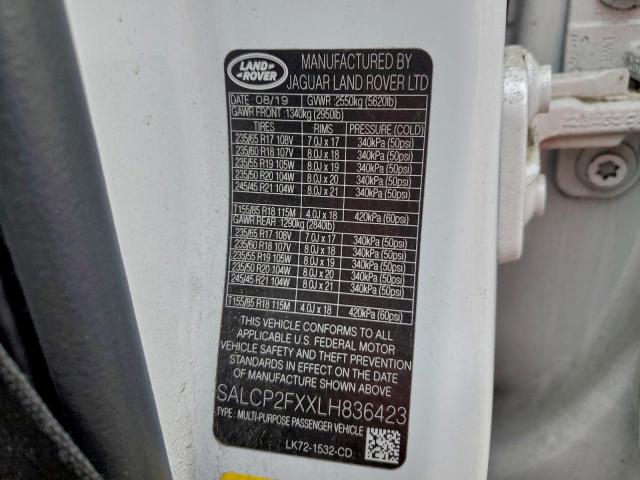 LAND ROVER
MANUFACTURED BY
JAGUAR LAND ROVER LTD
DATE: 08/19 GVWR :2550kg (5620lb)
GAWR FRONT :1340kg (2950lb)
TIRES RIMS PRESSURE (COLD)
235/65 R17 108V 7.0J x 17 340kPa (50psi)
235/60 R18 107V 8.0J x 18 340kPa (50psi)
235/55 R19 105W 8.0J x 19 340kPa (50psi)
235/50 R20 104W 8.0J x 20 340kPa (50psi)
245/45 R21 104W 8.0J x 21 340kPa (50psi)
T155/85 R18 115M 4.0J x 18 420kPa (60psi)
GAWR REAR :1290kg (2840lb)
235/65 R17 108V 7.0J x 17 340kPa (50psi)
235/60 R18 107V 8.0J x 18 340kPa (50psi)
235/55 R19 105W 8.0J x 19 340kPa (50psi)
235/50 R20 104W 8.0J x 20 340kPa (50psi)
245/45 R21 104W 8.0J x 21 340kPa (50psi)
T155/85 R18 115M 4.0J x 18 420kPa (60psi)
THIS VEHICLE CONFORMS TO ALL
APPLICABLE U.S. FEDERAL MOTOR
VEHICLE SAFETY AND THEFT PREVENTION
STANDARDS IN EFFECT ON THE DATE
OF MANUFACTURE SHOWN ABOVE
SALCP2FXXLH836423
TYPE: MULTI-PURPOSE PASSENGER VEHICLE
LK72-1532-CD